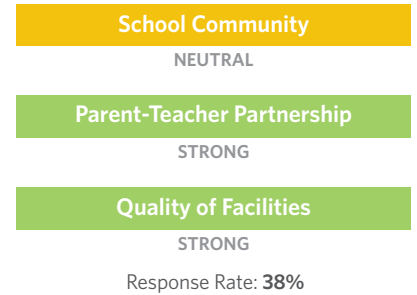 School Community
NEUTRAL
Parent-Teacher Partnership
STRONG
Quality of Facilities
STRONG
Response Rate: 38%